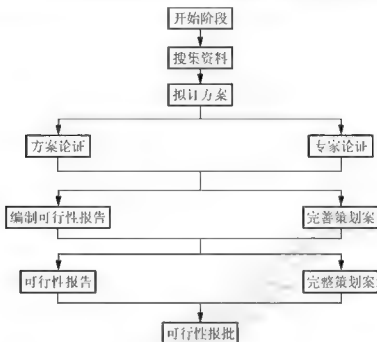 开始阶段
搜集资料
拟订方案
方案论证
专家论证
编制可行性报告
完善策划案
可行性报告
完整策划案
可行性报批